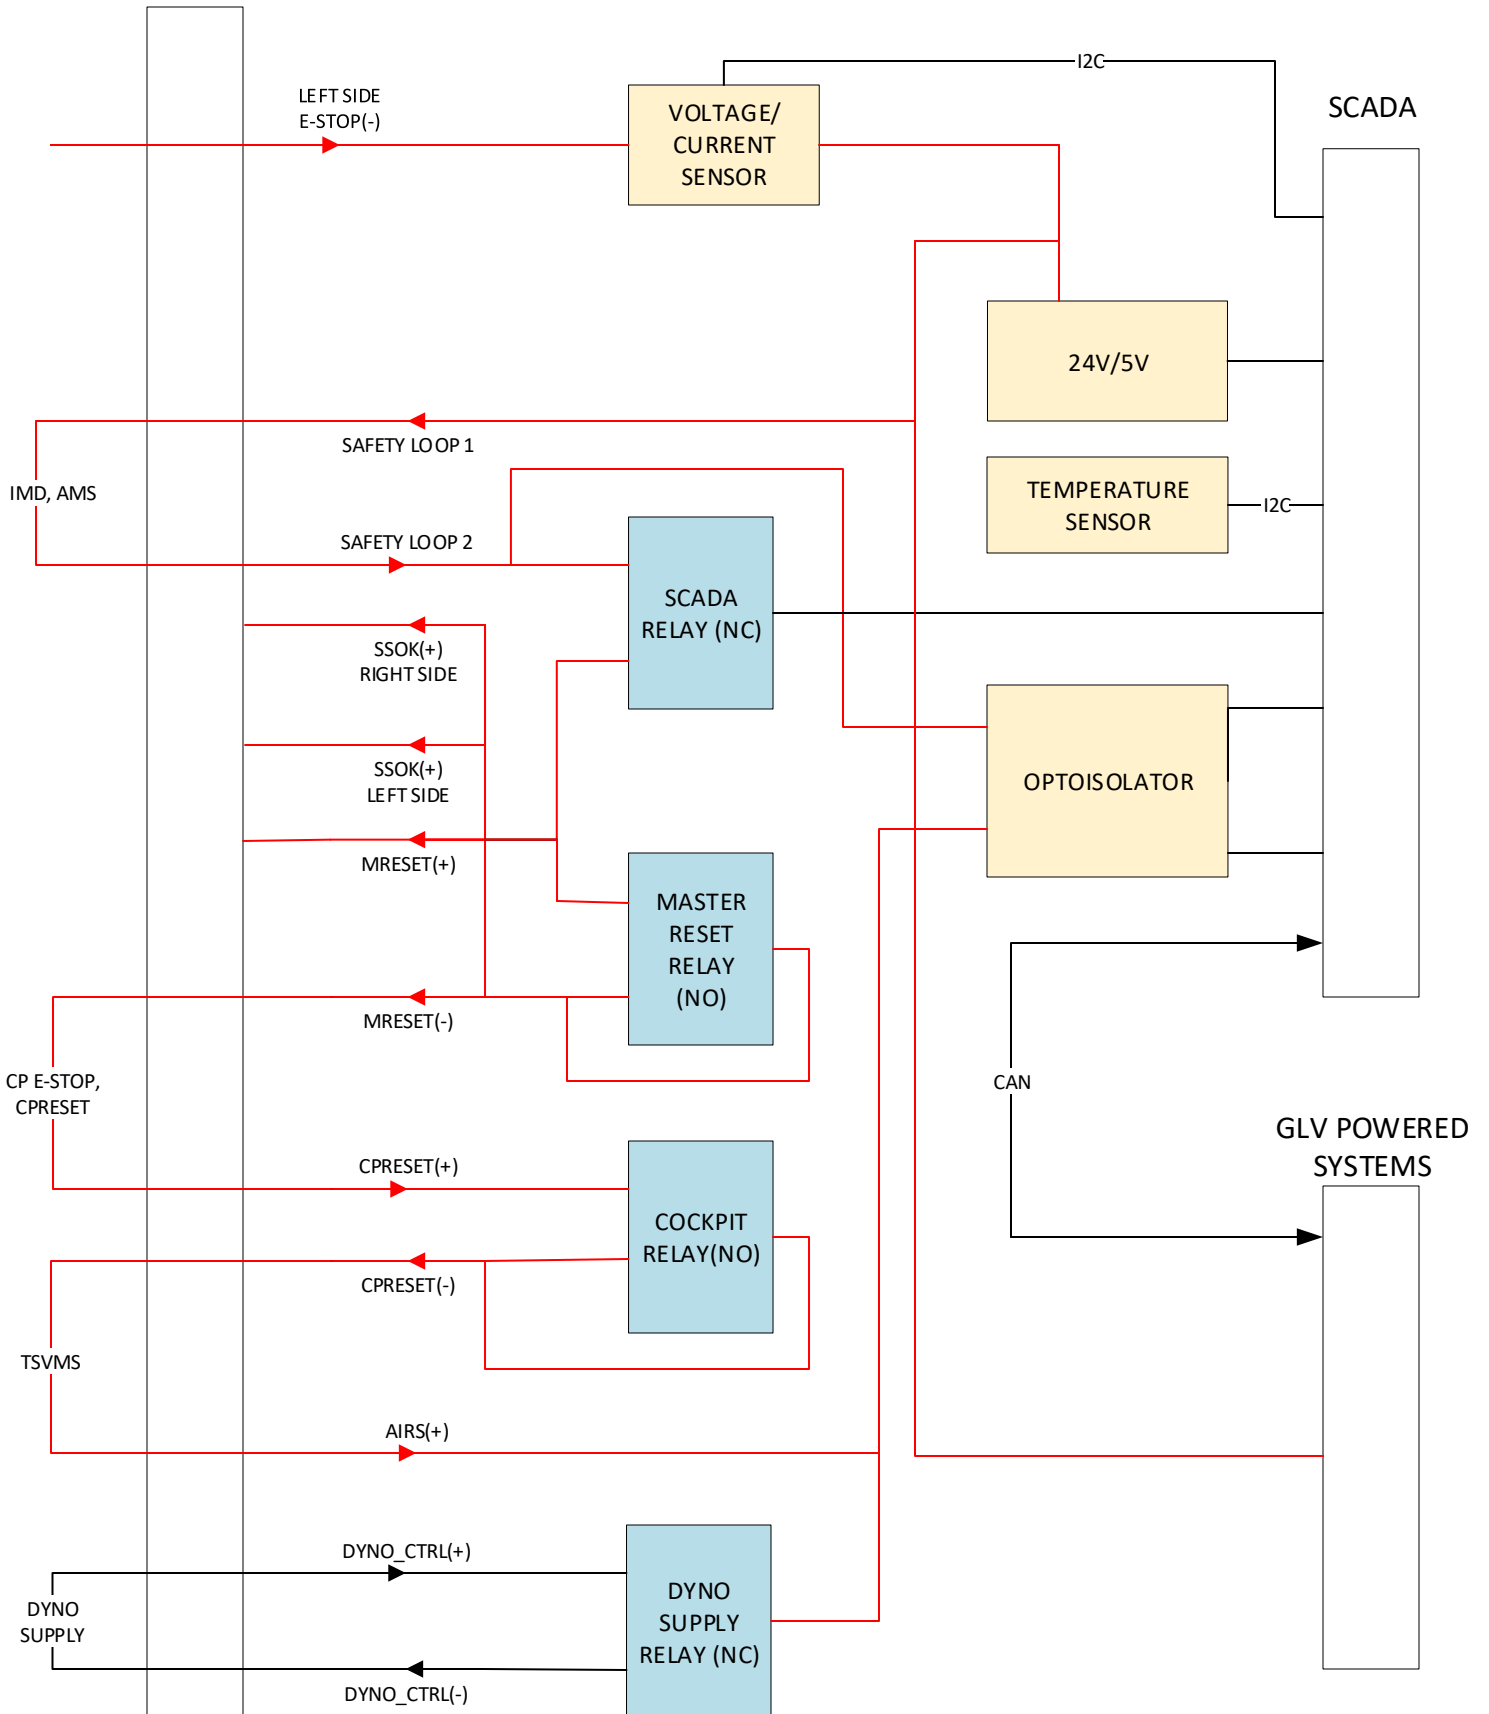 I2C
LEFT SIDE
E-STOP(-)
VOLTAGE/
CURRENT
SENSOR
SCADA
24V/5V
SAFETY LOOP 1
IMD, AMS
TEMPERATURE
SENSOR
I2C
SAFETY LOOP 2
SCADA
RELAY (NC)
SSOK(+)
RIGHT SIDE
SSOK(+)
LEFT SIDE
OPTOISOLATOR
MRESET(+)
MASTER
RESET
RELAY
(NO)
MRESET(-)
CP E-STOP,
CPRESET
CAN
GLV POWERED
SYSTEMS
CPRESET(+)
COCKPIT
RELAY(NO)
CPRESET(-)
TSVMS
AIRS(+)
DYNO_CTRL(+)
DYNO
SUPPLY
DYNO
SUPPLY
RELAY (NC)
DYNO_CTRL(-)